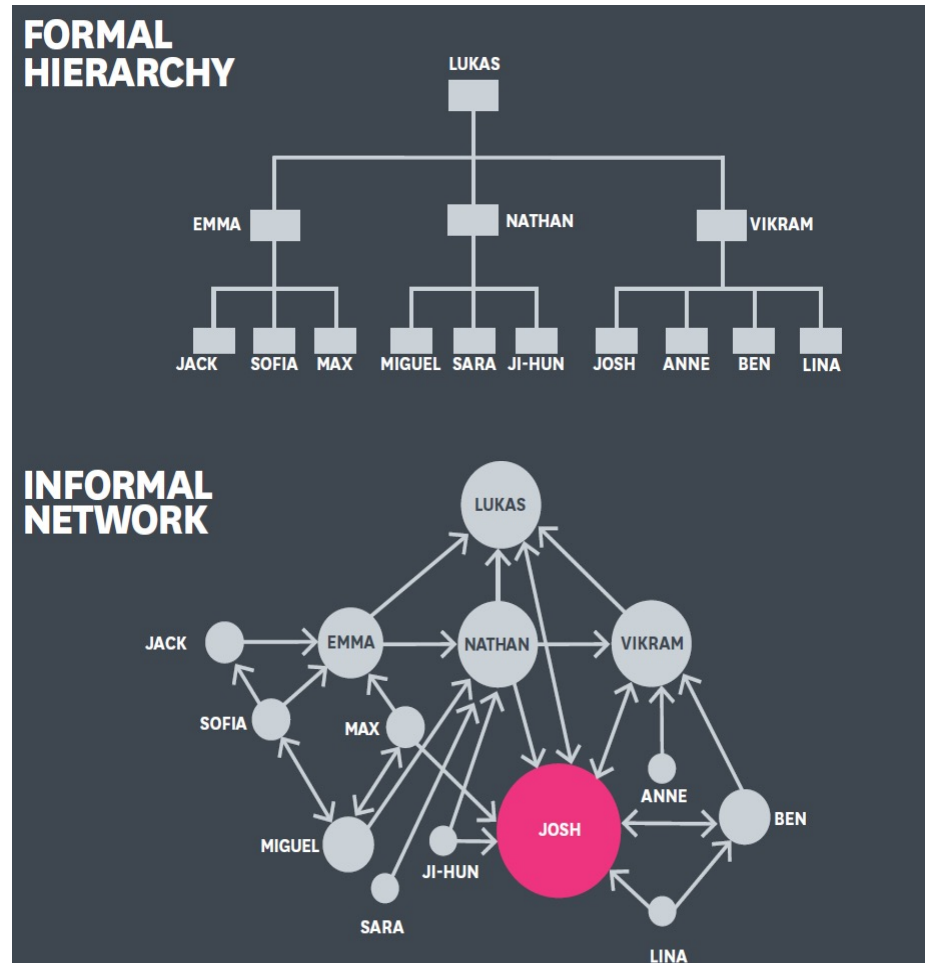 FORMAL
HIERARCHY
LUKAS
EMMA
NATHAN
VIKRAM
JACK
SOFIA
MAX
MIGUEL
SARA
JI-HUN
JOSH
ANNE
BEN
LINA
INFORMAL
NETWORK
LUKAS
JACK
EMMA
NATHAN
VIKRAM
SOFIA
MAX
ANNE
MIGUEL
JI-HUN
JOSH
BEN
SARA
LINA